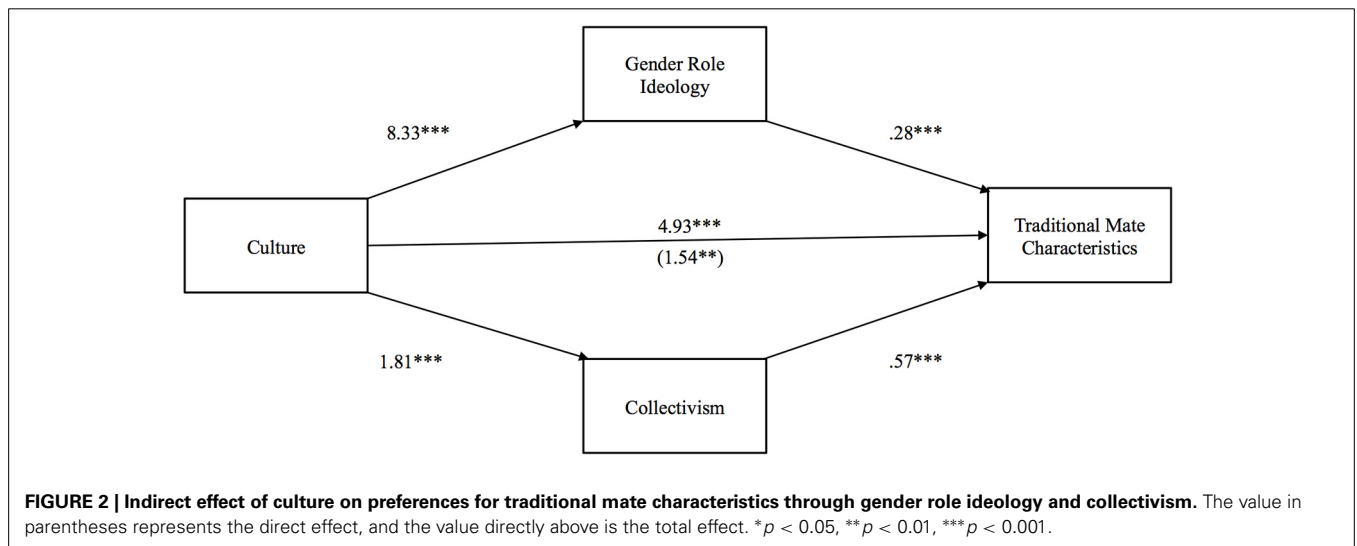 Gender Role
Ideology
8.33***
.28***
Culture
4.93***
(1.54**)
Traditional Mate
Characteristics
1.81***
.57***
Collectivism
FIGURE 2 | Indirect effect of culture on preferences for traditional mate characteristics through gender role ideology and collectivism. The value in
parentheses represents the direct effect, and the value directly above is the total effect. *p < 0.05, **p < 0.01, ***p < 0.001.